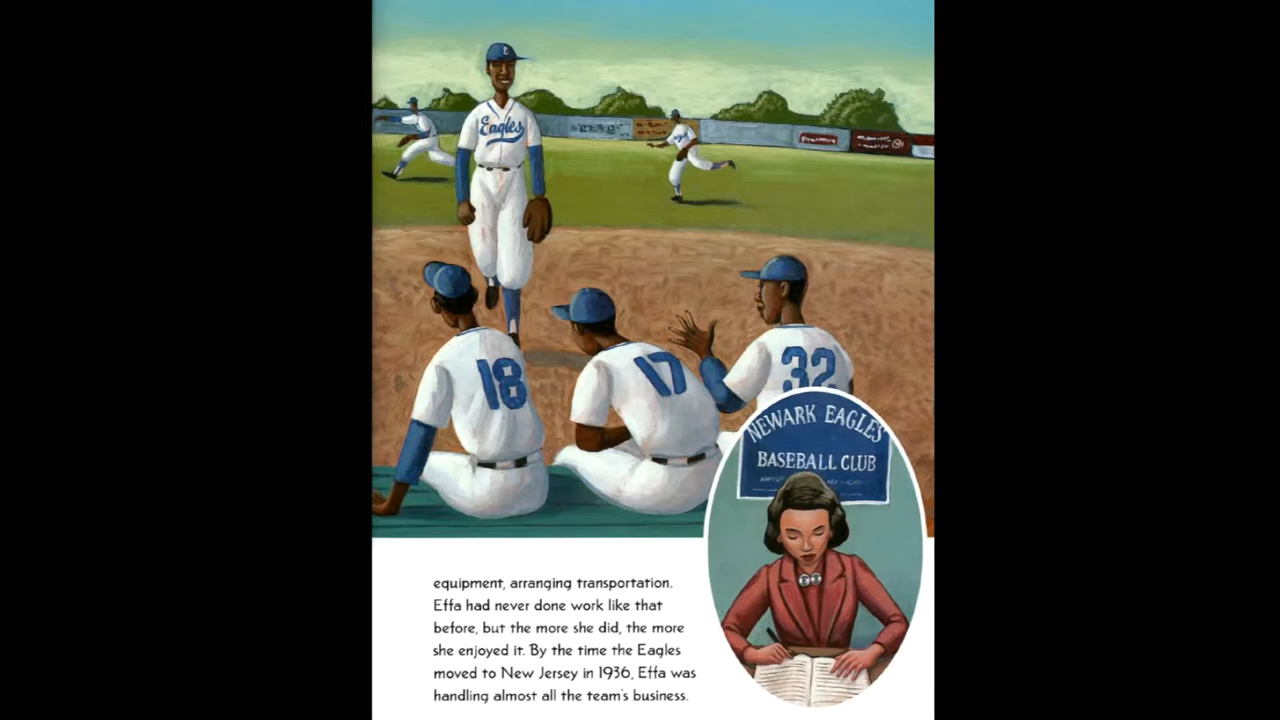 E
Eagles
18
17
32
NEWARK EAGLES
BASEBALL CLUB
equipment, arranging transportation.
Effa had never done work like that
before, but the more she did, the more
she enjoyed it. By the time the Eagles
moved to New Jersey in 1936, Effa was
handling almost all the team's business.